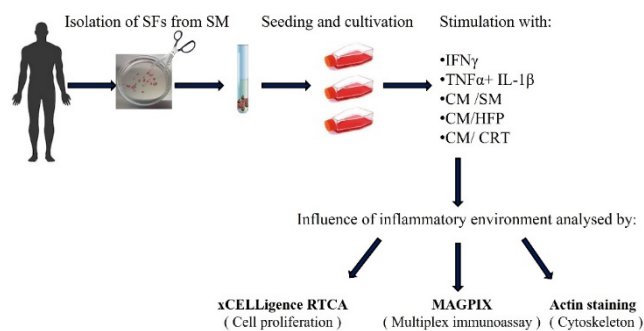 Isolation of SFs from SM
Seeding and cultivation
Stimulation with:
•IFNγ
•TNFα+ IL-1β
•CM /SM
•CM/HFP
•CM/ CRT
Influence of inflammatory environment analysed by:
xCELLigence RTCA
( Cell proliferation )
MAGPIX
( Multiplex immunoassay )
Actin staining
( Cytoskeleton )